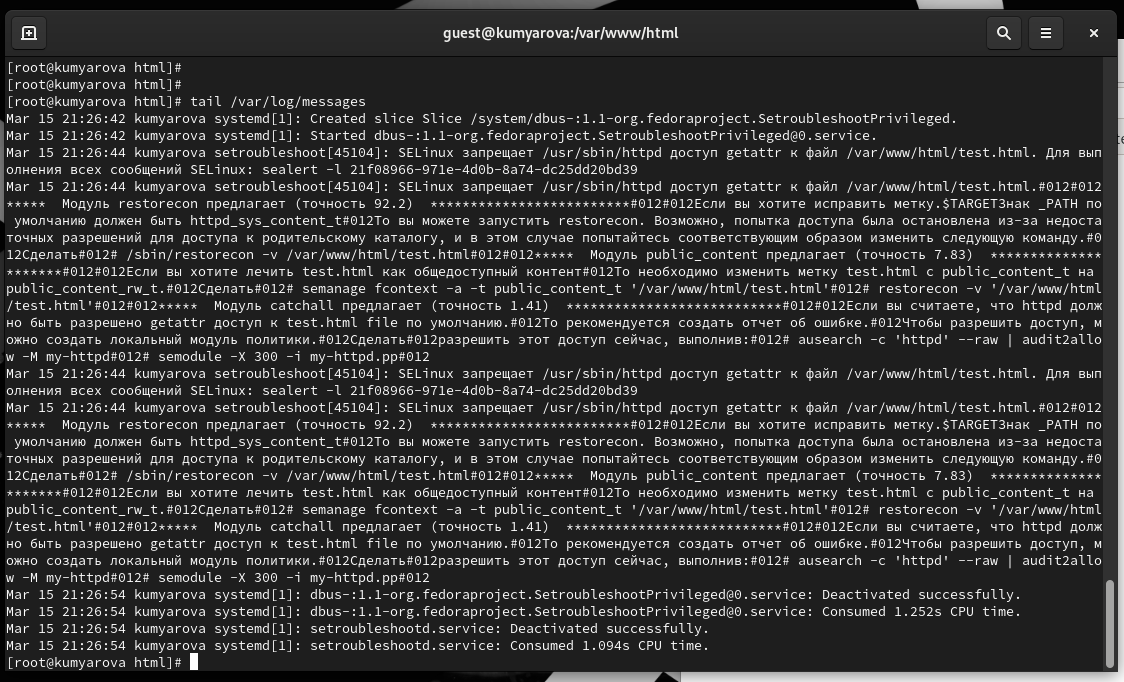 guest@kumyarova:/var/www/html
[root@kumyarova html]#
[root@kumyarova html]#
[root@kumyarova html]# tail /var/log/messages
Mar 15 21:26:42 kumyarova systemd[1]: Created slice Slice /system/dbus-:1.1-org.fedoraproject.SetroubleshootPrivileged.
Mar 15 21:26:42 kumyarova systemd[1]: Started dbus-:1.1-org.fedoraproject.SetroubleshootPrivileged@0.service.
Mar 15 21:26:44 kumyarova setroubleshoot[45104]: SELinux запрещает /usr/sbin/httpd доступ getattr к файл /var/www/html/test.html. Для вып
олнения всех сообщений SELinux: sealert -l 21f08966-971e-4d0b-8a74-dc25dd20bd39
Mar 15 21:26:44 kumyarova setroubleshoot[45104]: SELinux запрещает /usr/sbin/httpd доступ getattr к файл /var/www/html/test.html.#012#012
*****  Модуль restorecon предлагает (точность 92.2)  *************************#012#012Если вы хотите исправить метку.$TARGETЗнак _PATH по
 умолчанию должен быть httpd_sys_content_t#012То вы можете запустить restorecon. Возможно, попытка доступа была остановлена из-за недоста
точных разрешений для доступа к родительскому каталогу, и в этом случае попытайтесь соответствующим образом изменить следующую команду.#0
12Сделать#012# /sbin/restorecon -v /var/www/html/test.html#012#012*****  Модуль public_content предлагает (точность 7.83)  **************
*******#012#012Если вы хотите лечить test.html как общедоступный контент#012То необходимо изменить метку test.html с public_content_t на
public_content_rw_t.#012Сделать#012# semanage fcontext -a -t public_content_t '/var/www/html/test.html'#012# restorecon -v '/var/www/html
/test.html'#012#012*****  Модуль catchall предлагает (точность 1.41)  ***************************#012#012Если вы считаете, что httpd долж
но быть разрешено getattr доступ к test.html file по умолчанию.#012То рекомендуется создать отчет об ошибке.#012Чтобы разрешить доступ, м
ожно создать локальный модуль политики.#012Сделать#012разрешить этот доступ сейчас, выполнив:#012# ausearch -c 'httpd' --raw | audit2allo
w -M my-httpd#012# semodule -X 300 -i my-httpd.pp#012
Mar 15 21:26:44 kumyarova setroubleshoot[45104]: SELinux запрещает /usr/sbin/httpd доступ getattr к файл /var/www/html/test.html. Для вып
олнения всех сообщений SELinux: sealert -l 21f08966-971e-4d0b-8a74-dc25dd20bd39
Mar 15 21:26:44 kumyarova setroubleshoot[45104]: SELinux запрещает /usr/sbin/httpd доступ getattr к файл /var/www/html/test.html.#012#012
*****  Модуль restorecon предлагает (точность 92.2)  *************************#012#012Если вы хотите исправить метку.$TARGETЗнак _PATH по
 умолчанию должен быть httpd_sys_content_t#012То вы можете запустить restorecon. Возможно, попытка доступа была остановлена из-за недоста
точных разрешений для доступа к родительскому каталогу, и в этом случае попытайтесь соответствующим образом изменить следующую команду.#0
12Сделать#012# /sbin/restorecon -v /var/www/html/test.html#012#012*****  Модуль public_content предлагает (точность 7.83)  **************
*******#012#012Если вы хотите лечить test.html как общедоступный контент#012То необходимо изменить метку test.html с public_content_t на
public_content_rw_t.#012Сделать#012# semanage fcontext -a -t public_content_t '/var/www/html/test.html'#012# restorecon -v '/var/www/html
/test.html'#012#012*****  Модуль catchall предлагает (точность 1.41)  ***************************#012#012Если вы считаете, что httpd долж
но быть разрешено getattr доступ к test.html file по умолчанию.#012То рекомендуется создать отчет об ошибке.#012Чтобы разрешить доступ, м
ожно создать локальный модуль политики.#012Сделать#012разрешить этот доступ сейчас, выполнив:#012# ausearch -c 'httpd' --raw | audit2allo
w -M my-httpd#012# semodule -X 300 -i my-httpd.pp#012
Mar 15 21:26:54 kumyarova systemd[1]: dbus-:1.1-org.fedoraproject.SetroubleshootPrivileged@0.service: Deactivated successfully.
Mar 15 21:26:54 kumyarova systemd[1]: dbus-:1.1-org.fedoraproject.SetroubleshootPrivileged@0.service: Consumed 1.252s CPU time.
Mar 15 21:26:54 kumyarova systemd[1]: setroubleshootd.service: Deactivated successfully.
Mar 15 21:26:54 kumyarova systemd[1]: setroubleshootd.service: Consumed 1.094s CPU time.
[root@kumyarova html]#